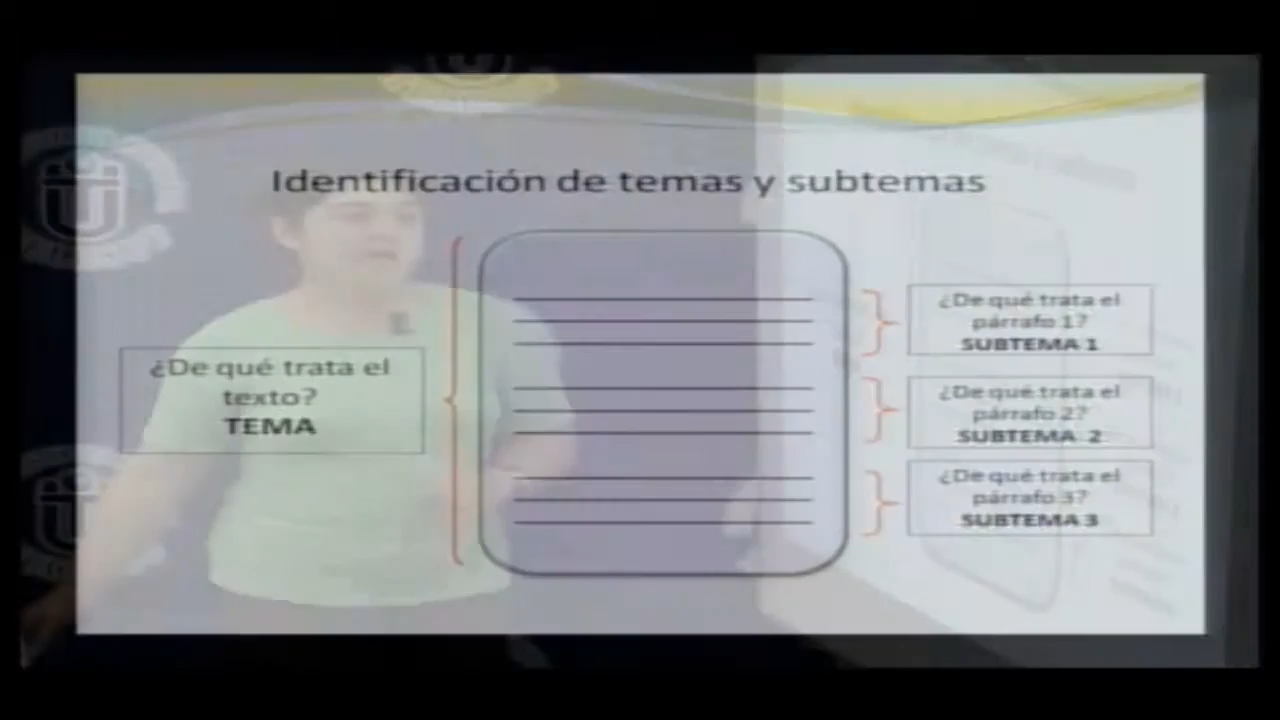 Identificación de temas y subtemas
¿De qué trata el
texto?
TEMA
¿De qué trata el
párrafo 1?
SUBTEMA 1
¿De qué trata el
párrafo 2?
SUBTEMA 2
¿De qué trata el
párrafo 3?
SUBTEMA 3